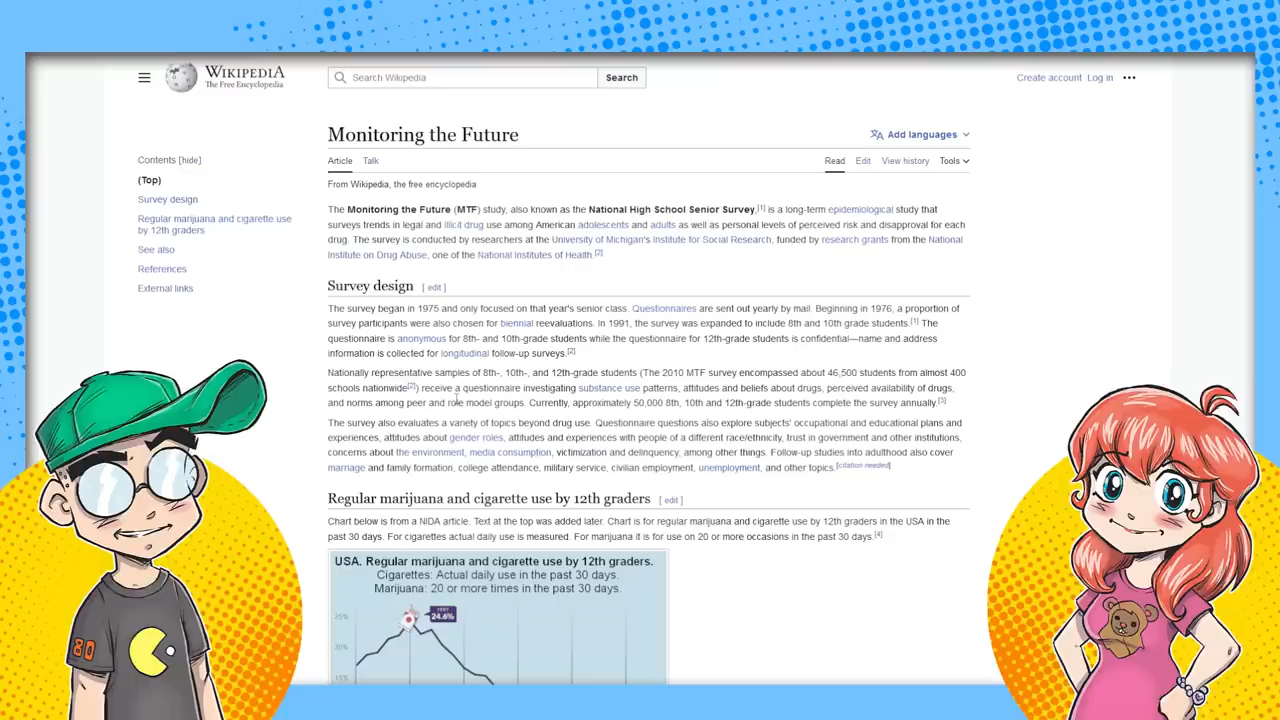 WIKIPEDIA
The Free Encyclopedia
Search Wikipedia
Search
Create account Log in •••
Monitoring the Future
Add languages
Article Talk
Read Edit View history Tools
From Wikipedia, the free encyclopedia
Contents [hide]
(Top)
Survey design
Regular marijuana and cigarette use
by 12th graders
See also
References
External links
The Monitoring the Future (MTF) study, also known as the National High School Senior Survey,[1] is a long-term epidemiological study that
surveys trends in legal and illicit drug use among American adolescents and adults as well as personal levels of perceived risk and disapproval for each
drug. The survey is conducted by researchers at the University of Michigan's Institute for Social Research, funded by research grants from the National
Institute on Drug Abuse, one of the National Institutes of Health.[2]
Survey design [ edit ]
The survey began in 1975 and only focused on that year's senior class. Questionnaires are sent out yearly by mail. Beginning in 1976, a proportion of
survey participants were also chosen for biennial reevaluations. In 1991, the survey was expanded to include 8th and 10th grade students.[1] The
questionnaire is anonymous for 8th- and 10th-grade students while the questionnaire for 12th-grade students is confidential—name and address
information is collected for longitudinal follow-up surveys.[2]
Nationally representative samples of 8th-, 10th-, and 12th-grade students (The 2010 MTF survey encompassed about 46,500 students from almost 400
schools nationwide[2]) receive a questionnaire investigating substance use patterns, attitudes and beliefs about drugs, perceived availability of drugs,
and norms among peer and role model groups. Currently, approximately 50,000 8th, 10th and 12th-grade students complete the survey annually.[3]
The survey also evaluates a variety of topics beyond drug use. Questionnaire questions also explore subjects' occupational and educational plans and
experiences, attitudes about gender roles, attitudes and experiences with people of a different race/ethnicity, trust in government and other institutions,
concerns about the environment, media consumption, victimization and delinquency, among other things. Follow-up studies into adulthood also cover
marriage and family formation, college attendance, military service, civilian employment, unemployment, and other topics.[citation needed]
Regular marijuana and cigarette use by 12th graders [ edit ]
Chart below is from a NIDA article. Text at the top was added later. Chart is for regular marijuana and cigarette use by 12th graders in the USA in the
past 30 days. For cigarettes actual daily use is measured. For marijuana it is for use on 20 or more occasions in the past 30 days.[4]
USA. Regular marijuana and cigarette use by 12th graders.
Cigarettes: Actual daily use in the past 30 days.
Marijuana: 20 or more times in the past 30 days.
1997
24.6%
25%
20%
15%
80